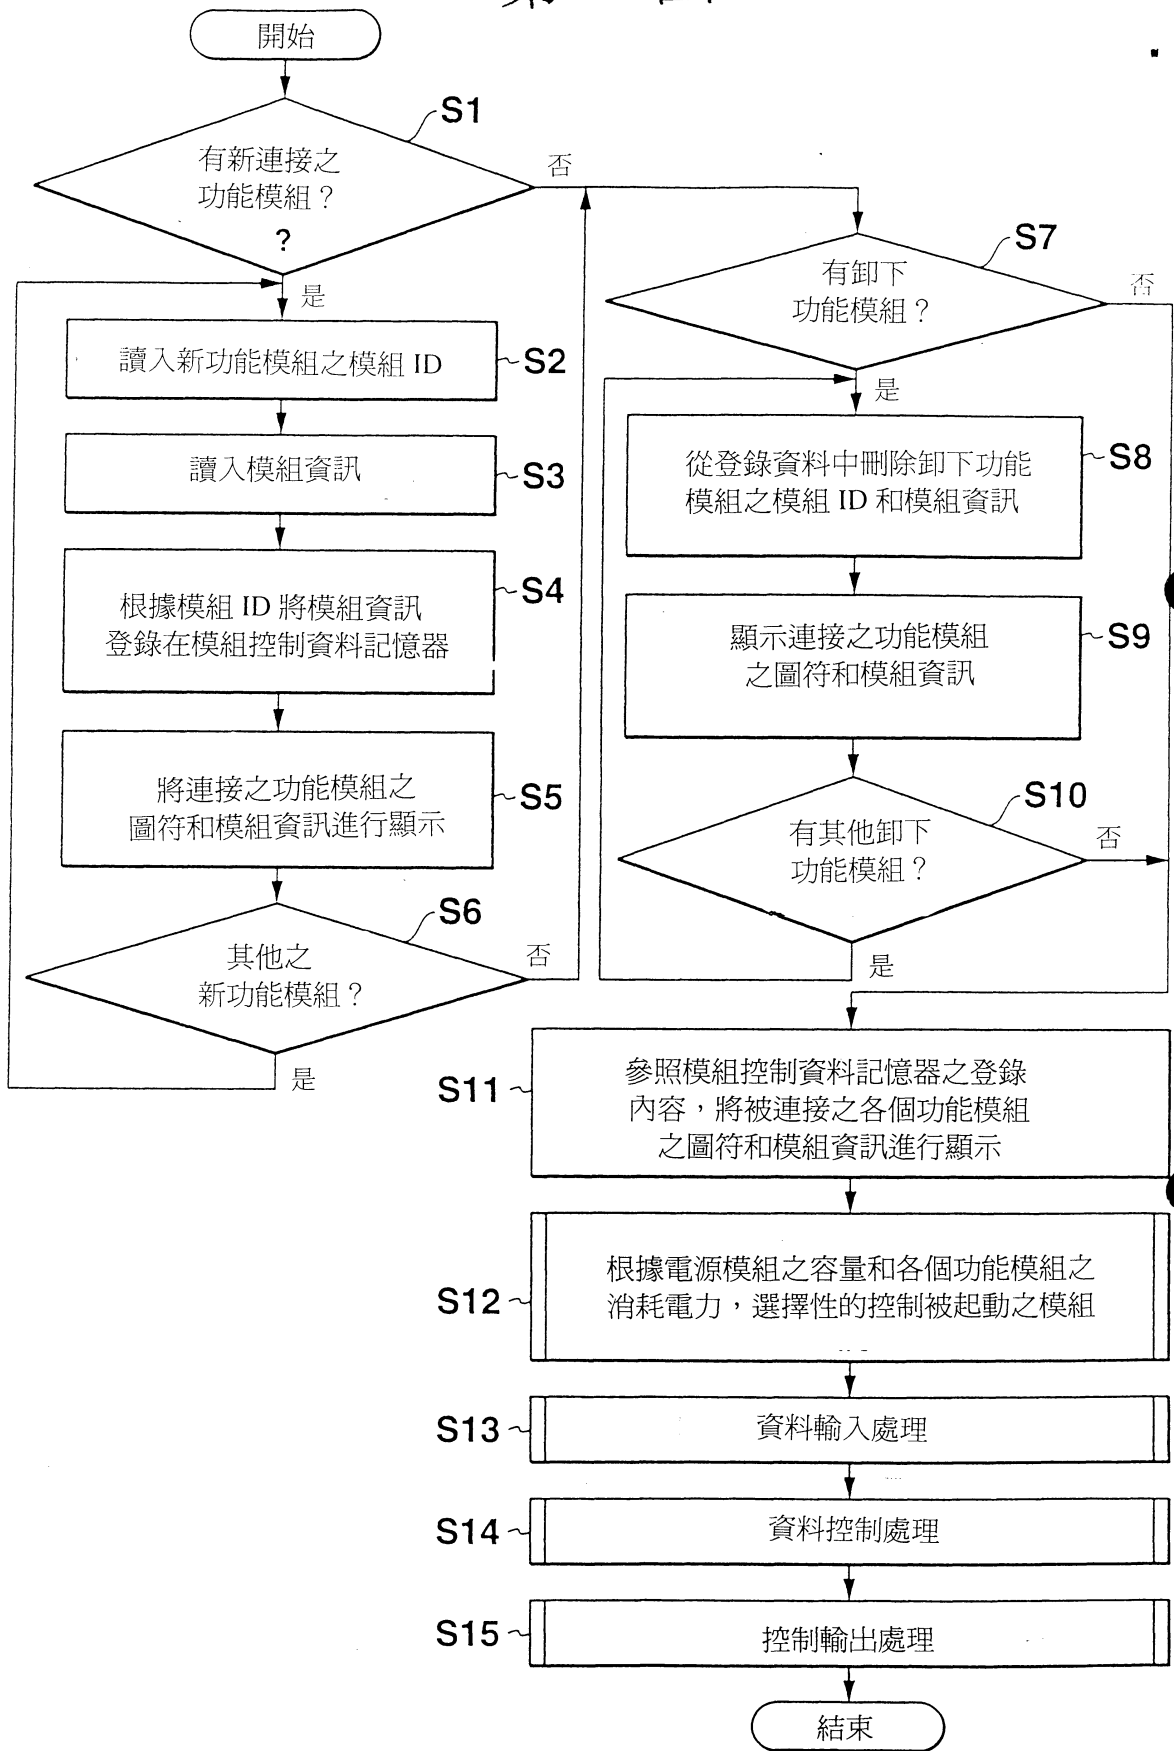 開始
S1
有新連接之
功能模組？
?
否
是
讀入新功能模組之模組 ID
S2
讀入模組資訊
S3
根據模組 ID 將模組資訊
登錄在模組控制資料記憶器
S4
將連接之功能模組之
圖符和模組資訊進行顯示
S5
其他之
新功能模組？
S6
否
是
有卸下
功能模組？
S7
否
是
從登錄資料中刪除卸下功能
模組之模組 ID 和模組資訊
S8
顯示連接之功能模組
之圖符和模組資訊
S9
有其他卸下
功能模組？
S10
否
是
S11
參照模組控制資料記憶器之登錄
內容，將被連接之各個功能模組
之圖符和模組資訊進行顯示
S12
根據電源模組之容量和各個功能模組之
消耗電力，選擇性的控制被起動之模組
S13
資料輸入處理
S14
資料控制處理
S15
控制輸出處理
結束